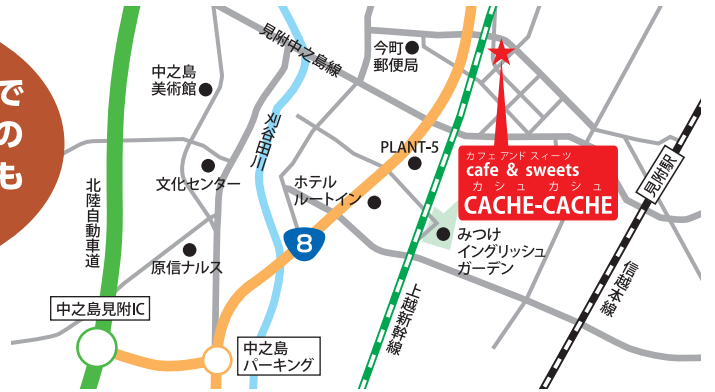 で
の
も
見附中之島線
今町
郵便局
中之島
美術館
刈谷田川
PLANT-5
カフェ アンド スィーツ
cafe & sweets
カシュ カシュ
CACHE-CACHE
見附駅
文化センター
ホテル
ルートイン
北陸自動車道
8
みつけ
イングリッシュ
ガーデン
原信ナルス
信越本線
上越新幹線
中之島見附IC
中之島
パーキング